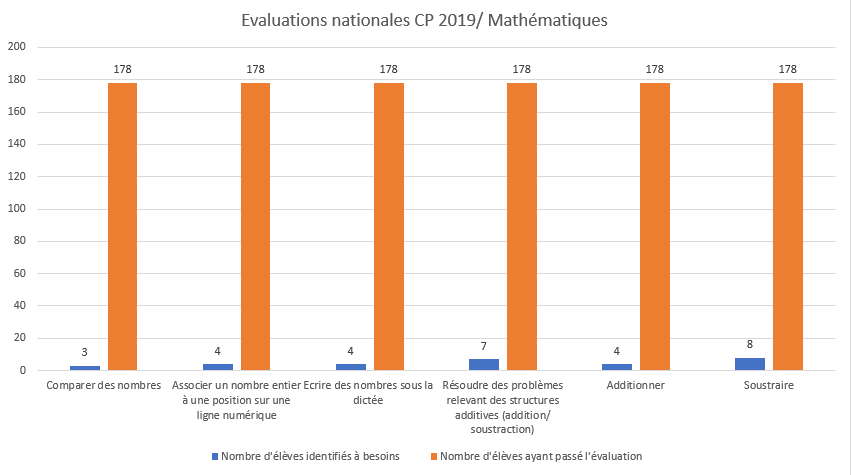 Evaluations nationales CP 2019/ Mathématiques
200
180
160
140
120
100
80
60
40
20
0
3
178
4
178
4
178
7
178
4
178
8
178
Comparer des nombres
Associer un nombre entier
à une position sur une
ligne numérique
Ecrire des nombres sous la
dictée
Résoudre des problèmes
relevant des structures
additives (addition/
soustraction)
Additionner
Soustraire
Nombre d'élèves identifiés à besoins
Nombre d'élèves ayant passé l'évaluation